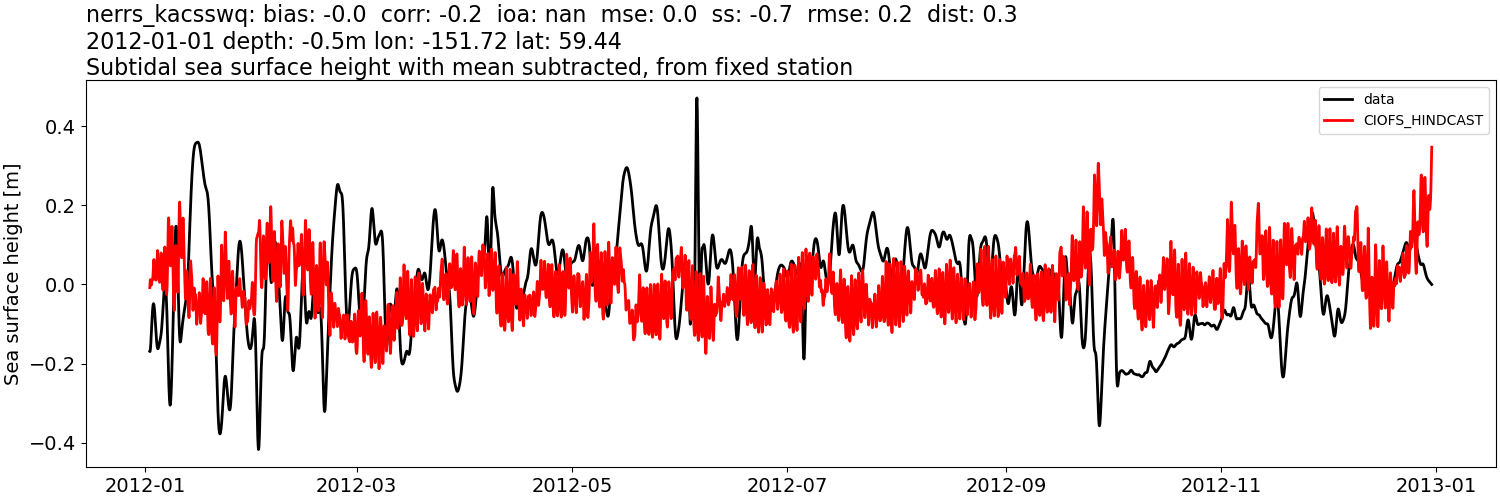 nerrs_kacsswq: bias: -0.0  corr: -0.2  ioa: nan  mse: 0.0  ss: -0.7  rmse: 0.2  dist: 0.3
2012-01-01 depth: -0.5m lon: -151.72 lat: 59.44
Subtidal sea surface height with mean subtracted, from fixed station
data
CIOFS_HINDCAST
Sea surface height [m]
0.4
0.2
0.0
−0.2
−0.4
2012-01
2012-03
2012-05
2012-07
2012-09
2012-11
2013-01